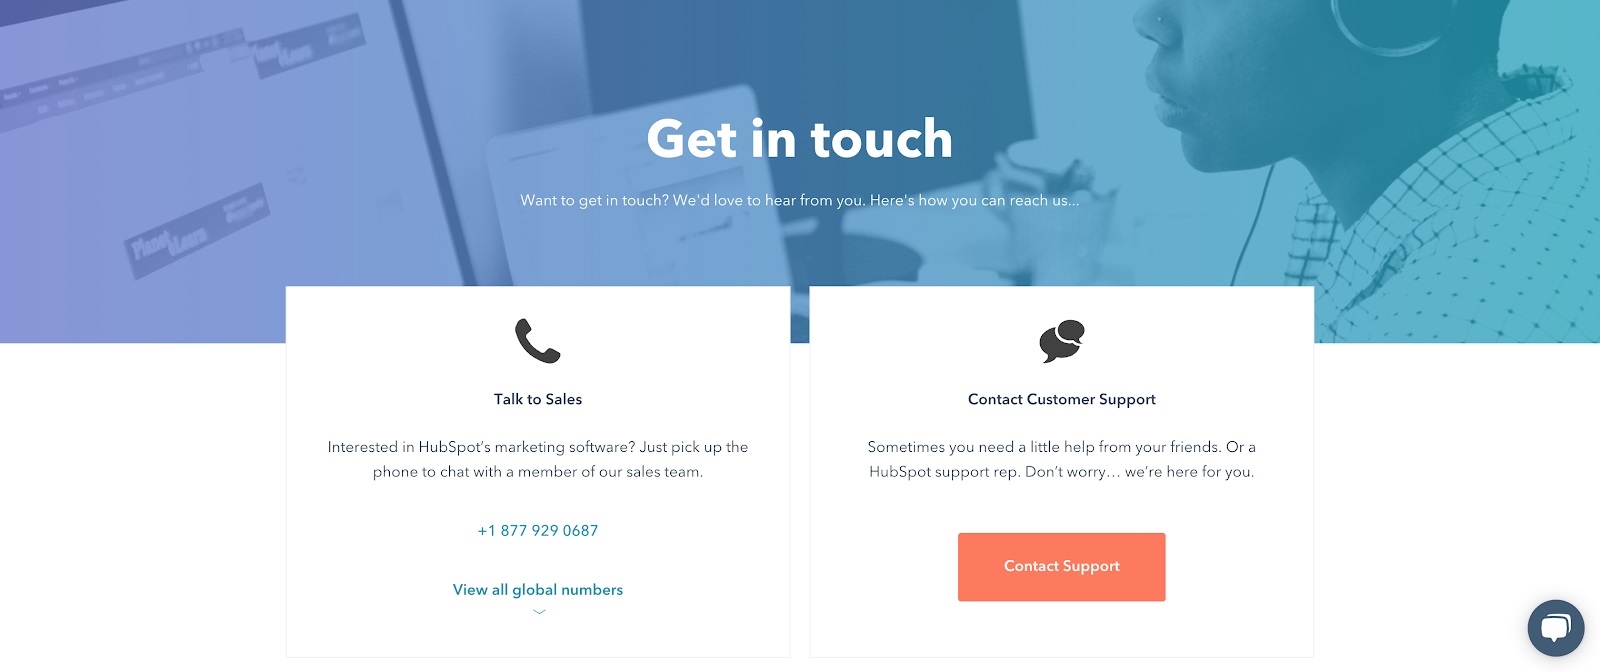 Get in touch
Want to get in touch? We'd love to hear from you. Here's how you can reach us...
Planet
eLearn
Talk to Sales
Interested in HubSpot’s marketing software? Just pick up the
phone to chat with a member of our sales team.
+1 877 929 0687
View all global numbers
Contact Customer Support
Sometimes you need a little help from your friends. Or a
HubSpot support rep. Don’t worry… we’re here for you.
Contact Support